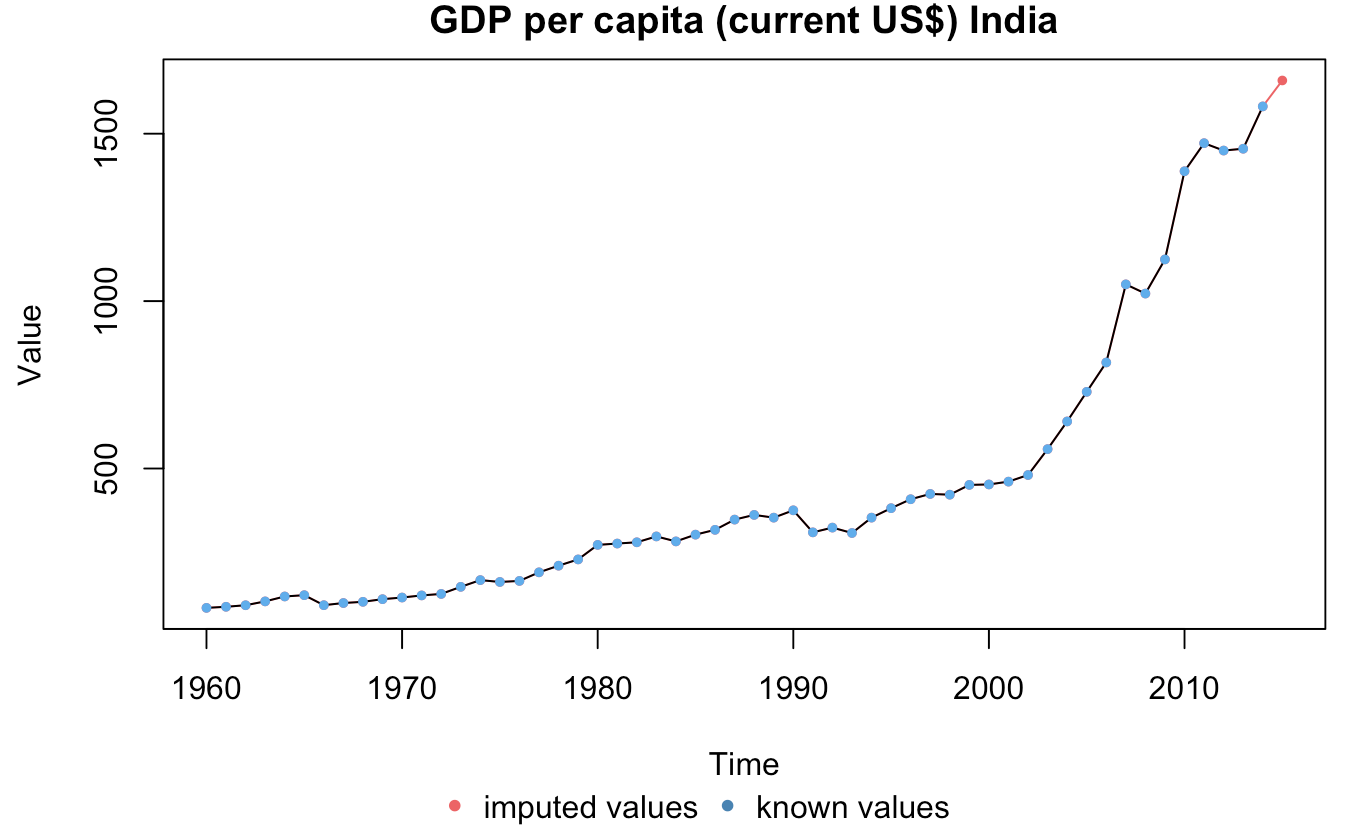 GDP per capita (current US$) India
Value
1500
1000
500
1960 1970 1980 1990 2000 2010
Time
imputed values known values